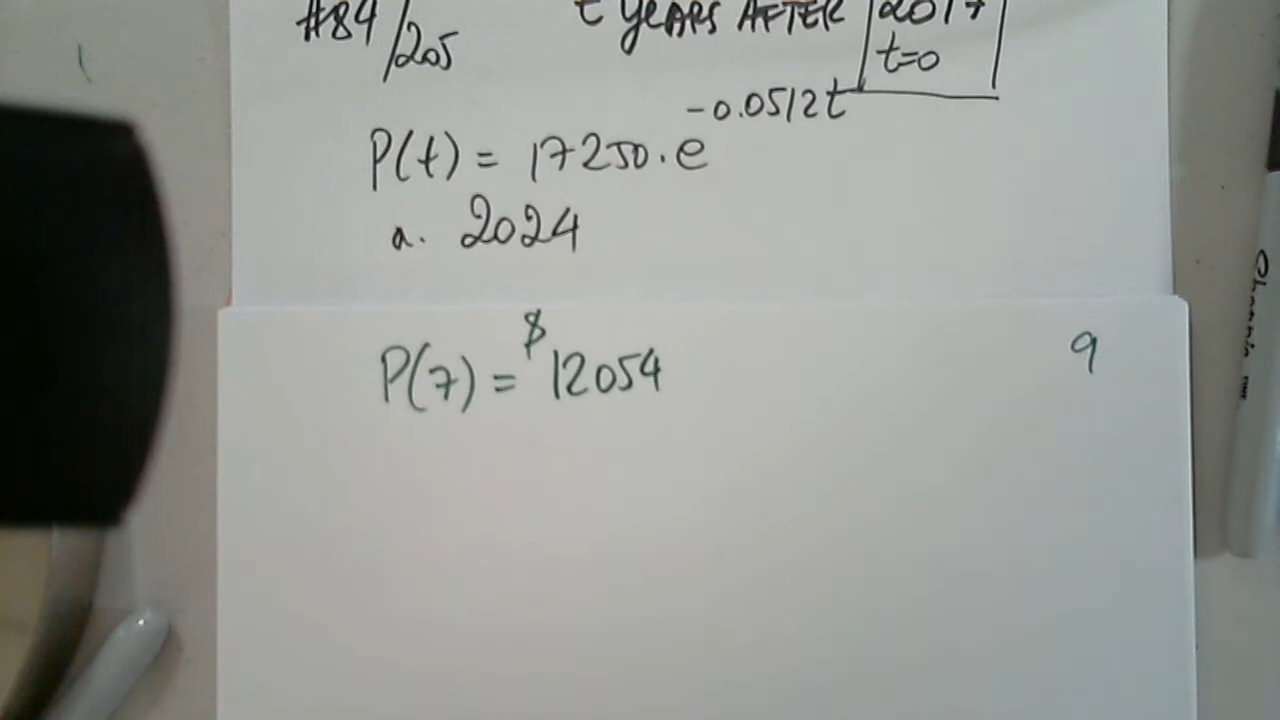 #84/205
t YEARS AFTER 2017
t=0
P(t) = 17250.e^-0.0512t
a. 2024
P(7) = $12054
9